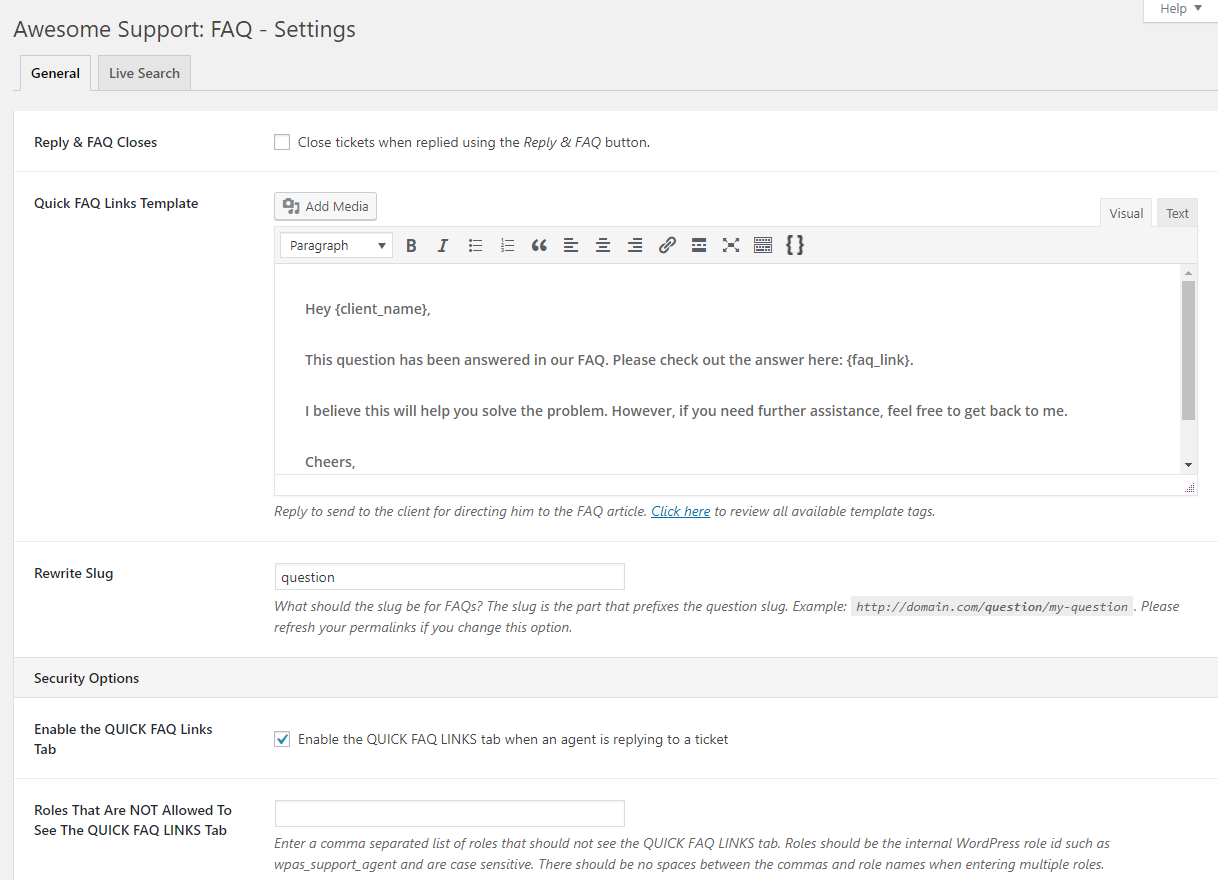 Help
Awesome Support: FAQ - Settings
General
Live Search
Reply & FAQ Closes
Close tickets when replied using the Reply & FAQ button.
Quick FAQ Links Template
Add Media
Visual
Text
Paragraph
Hey {client_name},
This question has been answered in our FAQ. Please check out the answer here: {faq_link}.
I believe this will help you solve the problem. However, if you need further assistance, feel free to get back to me.
Cheers,
Reply to send to the client for directing him to the FAQ article. Click here to review all available template tags.
Rewrite Slug
question
What should the slug be for FAQs? The slug is the part that prefixes the question slug. Example: http://domain.com/question/my-question . Please
refresh your permalinks if you change this option.
Security Options
Enable the QUICK FAQ Links
Tab
Enable the QUICK FAQ LINKS tab when an agent is replying to a ticket
Roles That Are NOT Allowed To
See The QUICK FAQ LINKS Tab
Enter a comma separated list of roles that should not see the QUICK FAQ LINKS tab. Roles should be the internal WordPress role id such as
wpas_support_agent and are case sensitive. There should be no spaces between the commas and role names when entering multiple roles.